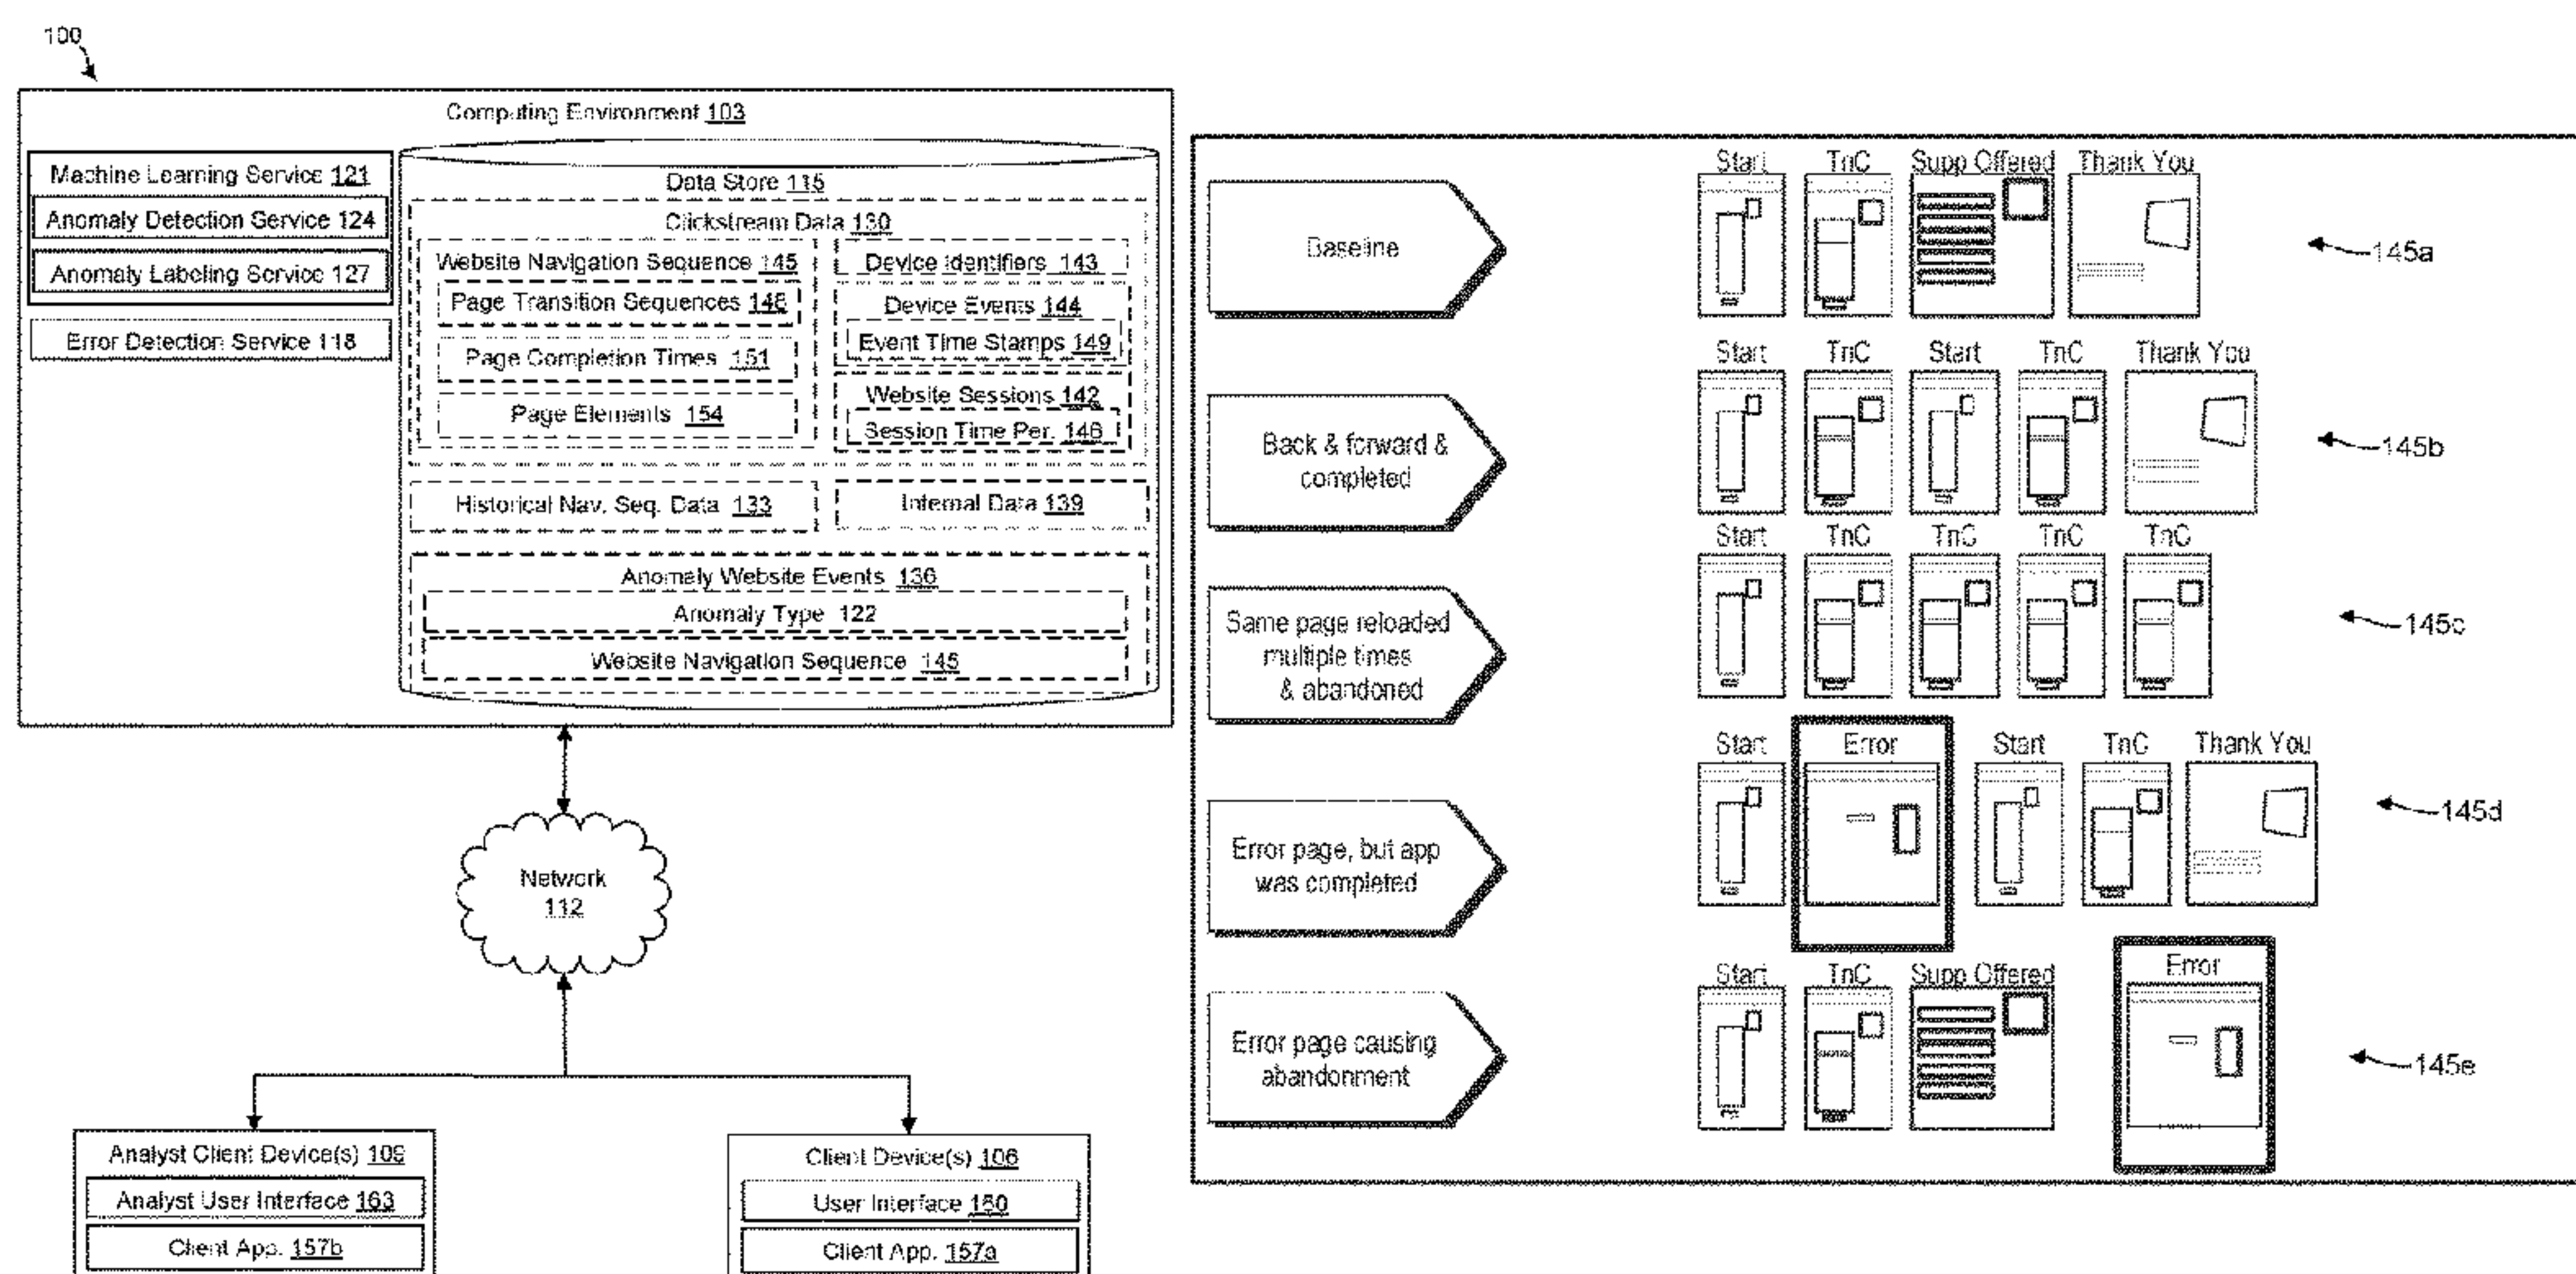 100
Computing Environment 103
Machine Learning Service 121
Anomaly Detection Service 124
Anomaly Labeling Service 127
Error Detection Service 118
Data Store 115
Clickstream Data 130
Website Navigation Sequence 145
Page Transition Sequences 148
Page Completion Times 151
Page Elements 154
Device Identifiers 143
Device Events 144
Event Time Stamps 149
Website Sessions 142
Session Time Per. 146
Historical Nav. Seq. Data 133
Internal Data 139
Anomaly Website Events 136
Anomaly Type 122
Website Navigation Sequence 145
Network
112
Analyst Client Device(s) 109
Analyst User Interface 163
Client App. 157b
Client Device(s) 106
User Interface 160
Client App. 157a
Baseline
Start TnC Supp Offered Thank You
145a
Back & forward &
completed
Start TnC Start TnC Thank You
145b
Same page reloaded
multiple times
& abandoned
Start TnC TnC TnC TnC
145c
Error page, but app
was completed
Start Error Start TnC Thank You
145d
Error page causing
abandonment
Start TnC Supp Offered Error
145e